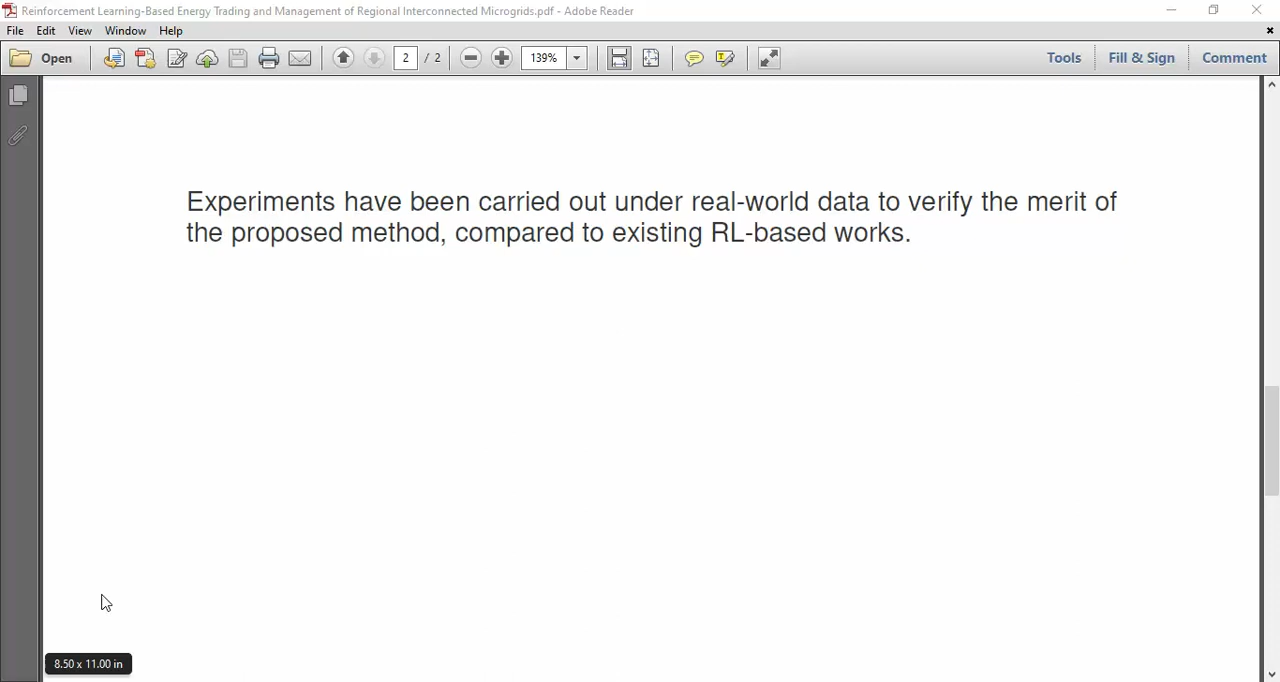 Reinforcement Learning-Based Energy Trading and Management of Regional Interconnected Microgrids.pdf - Adobe Reader
File Edit View Window Help
Open 2 / 2 139% Tools Fill & Sign Comment
Experiments have been carried out under real-world data to verify the merit of
the proposed method, compared to existing RL-based works.
8.50 x 11.00 in